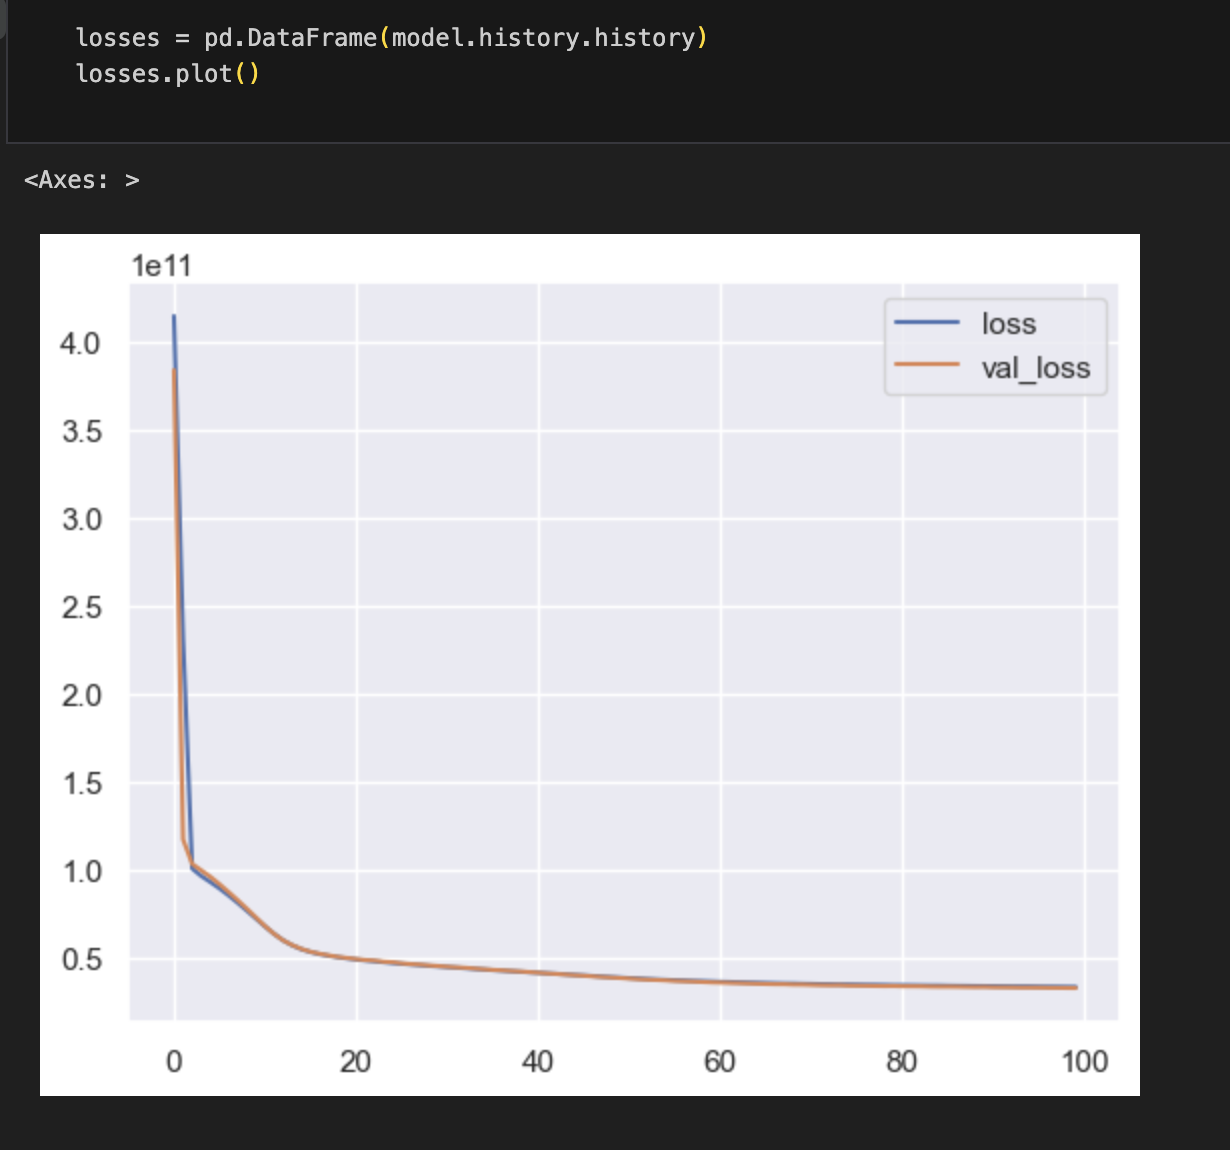 losses = pd.DataFrame(model.history.history)
losses.plot()
<Axes: >
1e11
loss
val_loss
4.0
3.5
3.0
2.5
2.0
1.5
1.0
0.5
0 20 40 60 80 100